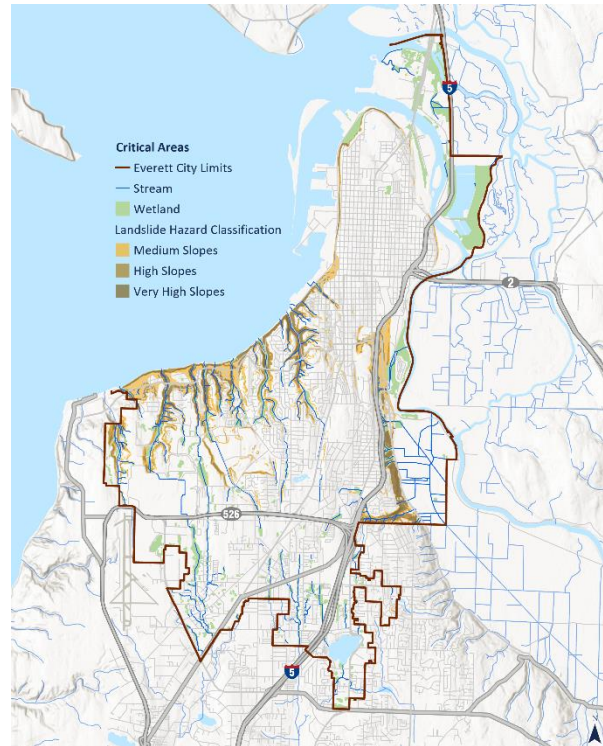 5
Critical Areas
Everett City Limits
Stream
Wetland
Landslide Hazard Classification
Medium Slopes
High Slopes
Very High Slopes
2
526
5
N